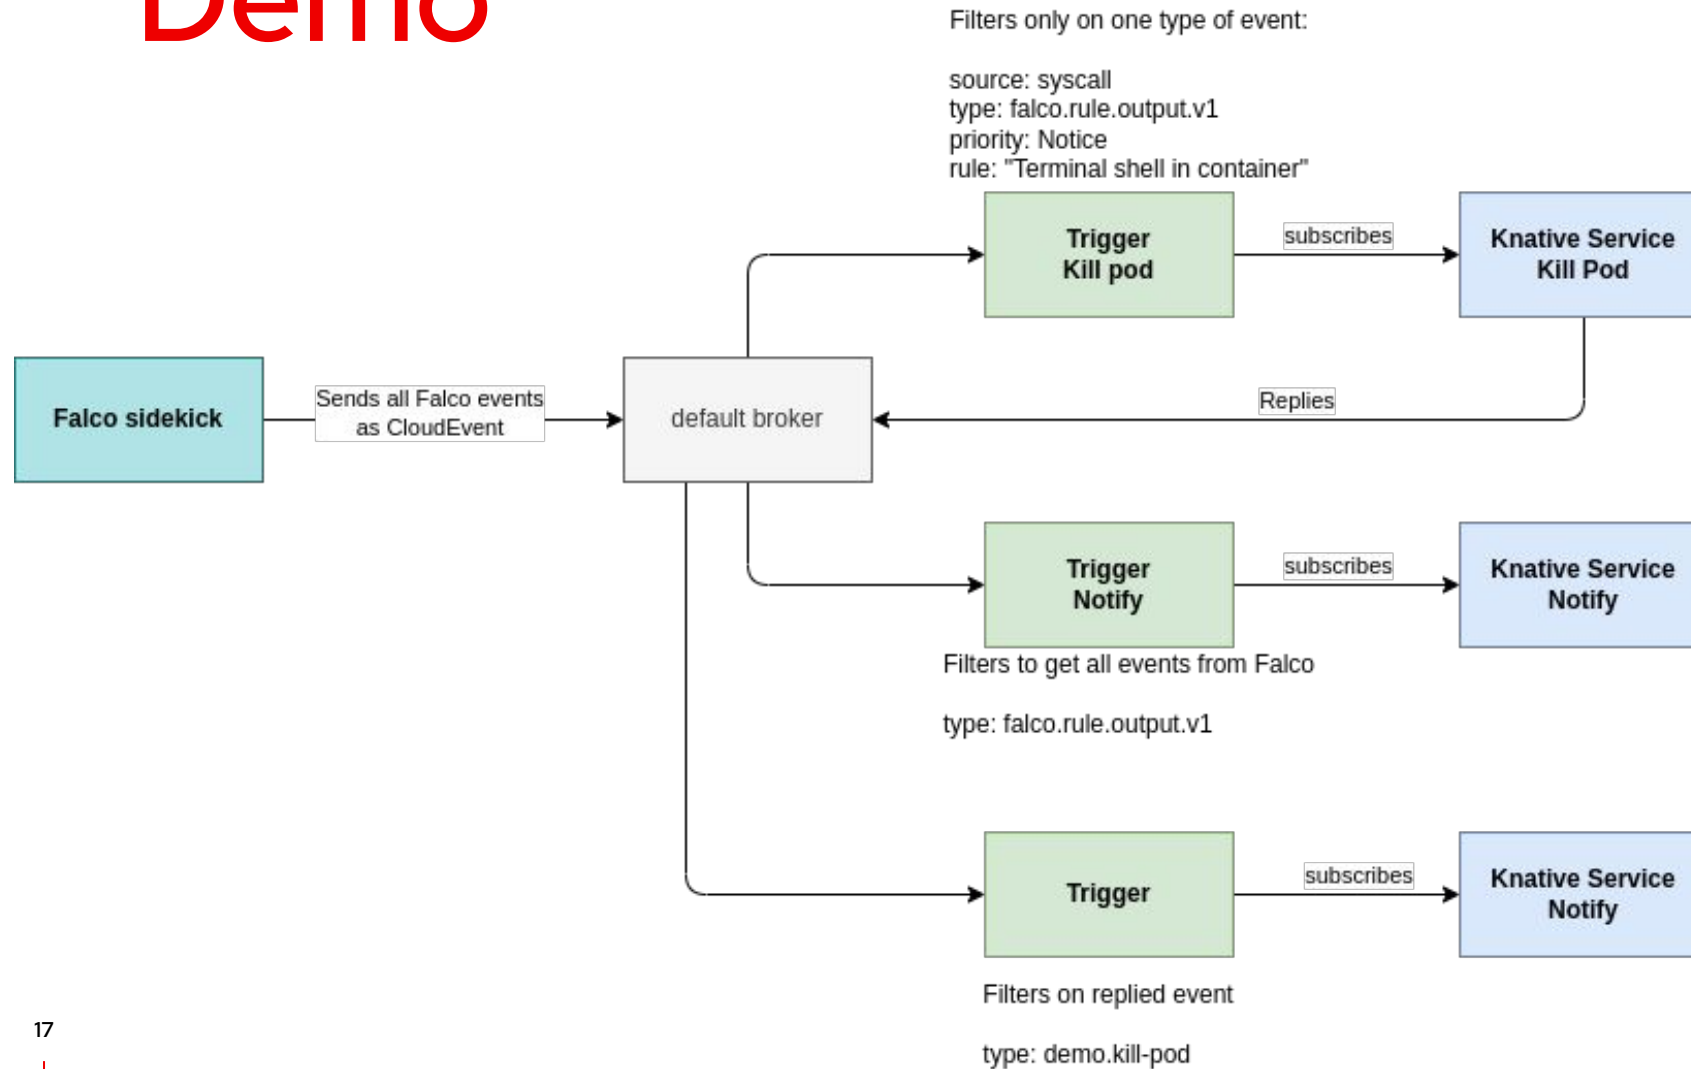 Demo
Filters only on one type of event:
source: syscall
type: falco.rule.output.v1
priority: Notice
rule: "Terminal shell in container"
Trigger
Kill pod
subscribes
Knative Service
Kill Pod
Falco sidekick
Sends all Falco events
as CloudEvent
default broker
Replies
Trigger
Notify
subscribes
Knative Service
Notify
Filters to get all events from Falco
type: falco.rule.output.v1
Trigger
subscribes
Knative Service
Notify
Filters on replied event
type: demo.kill-pod
17